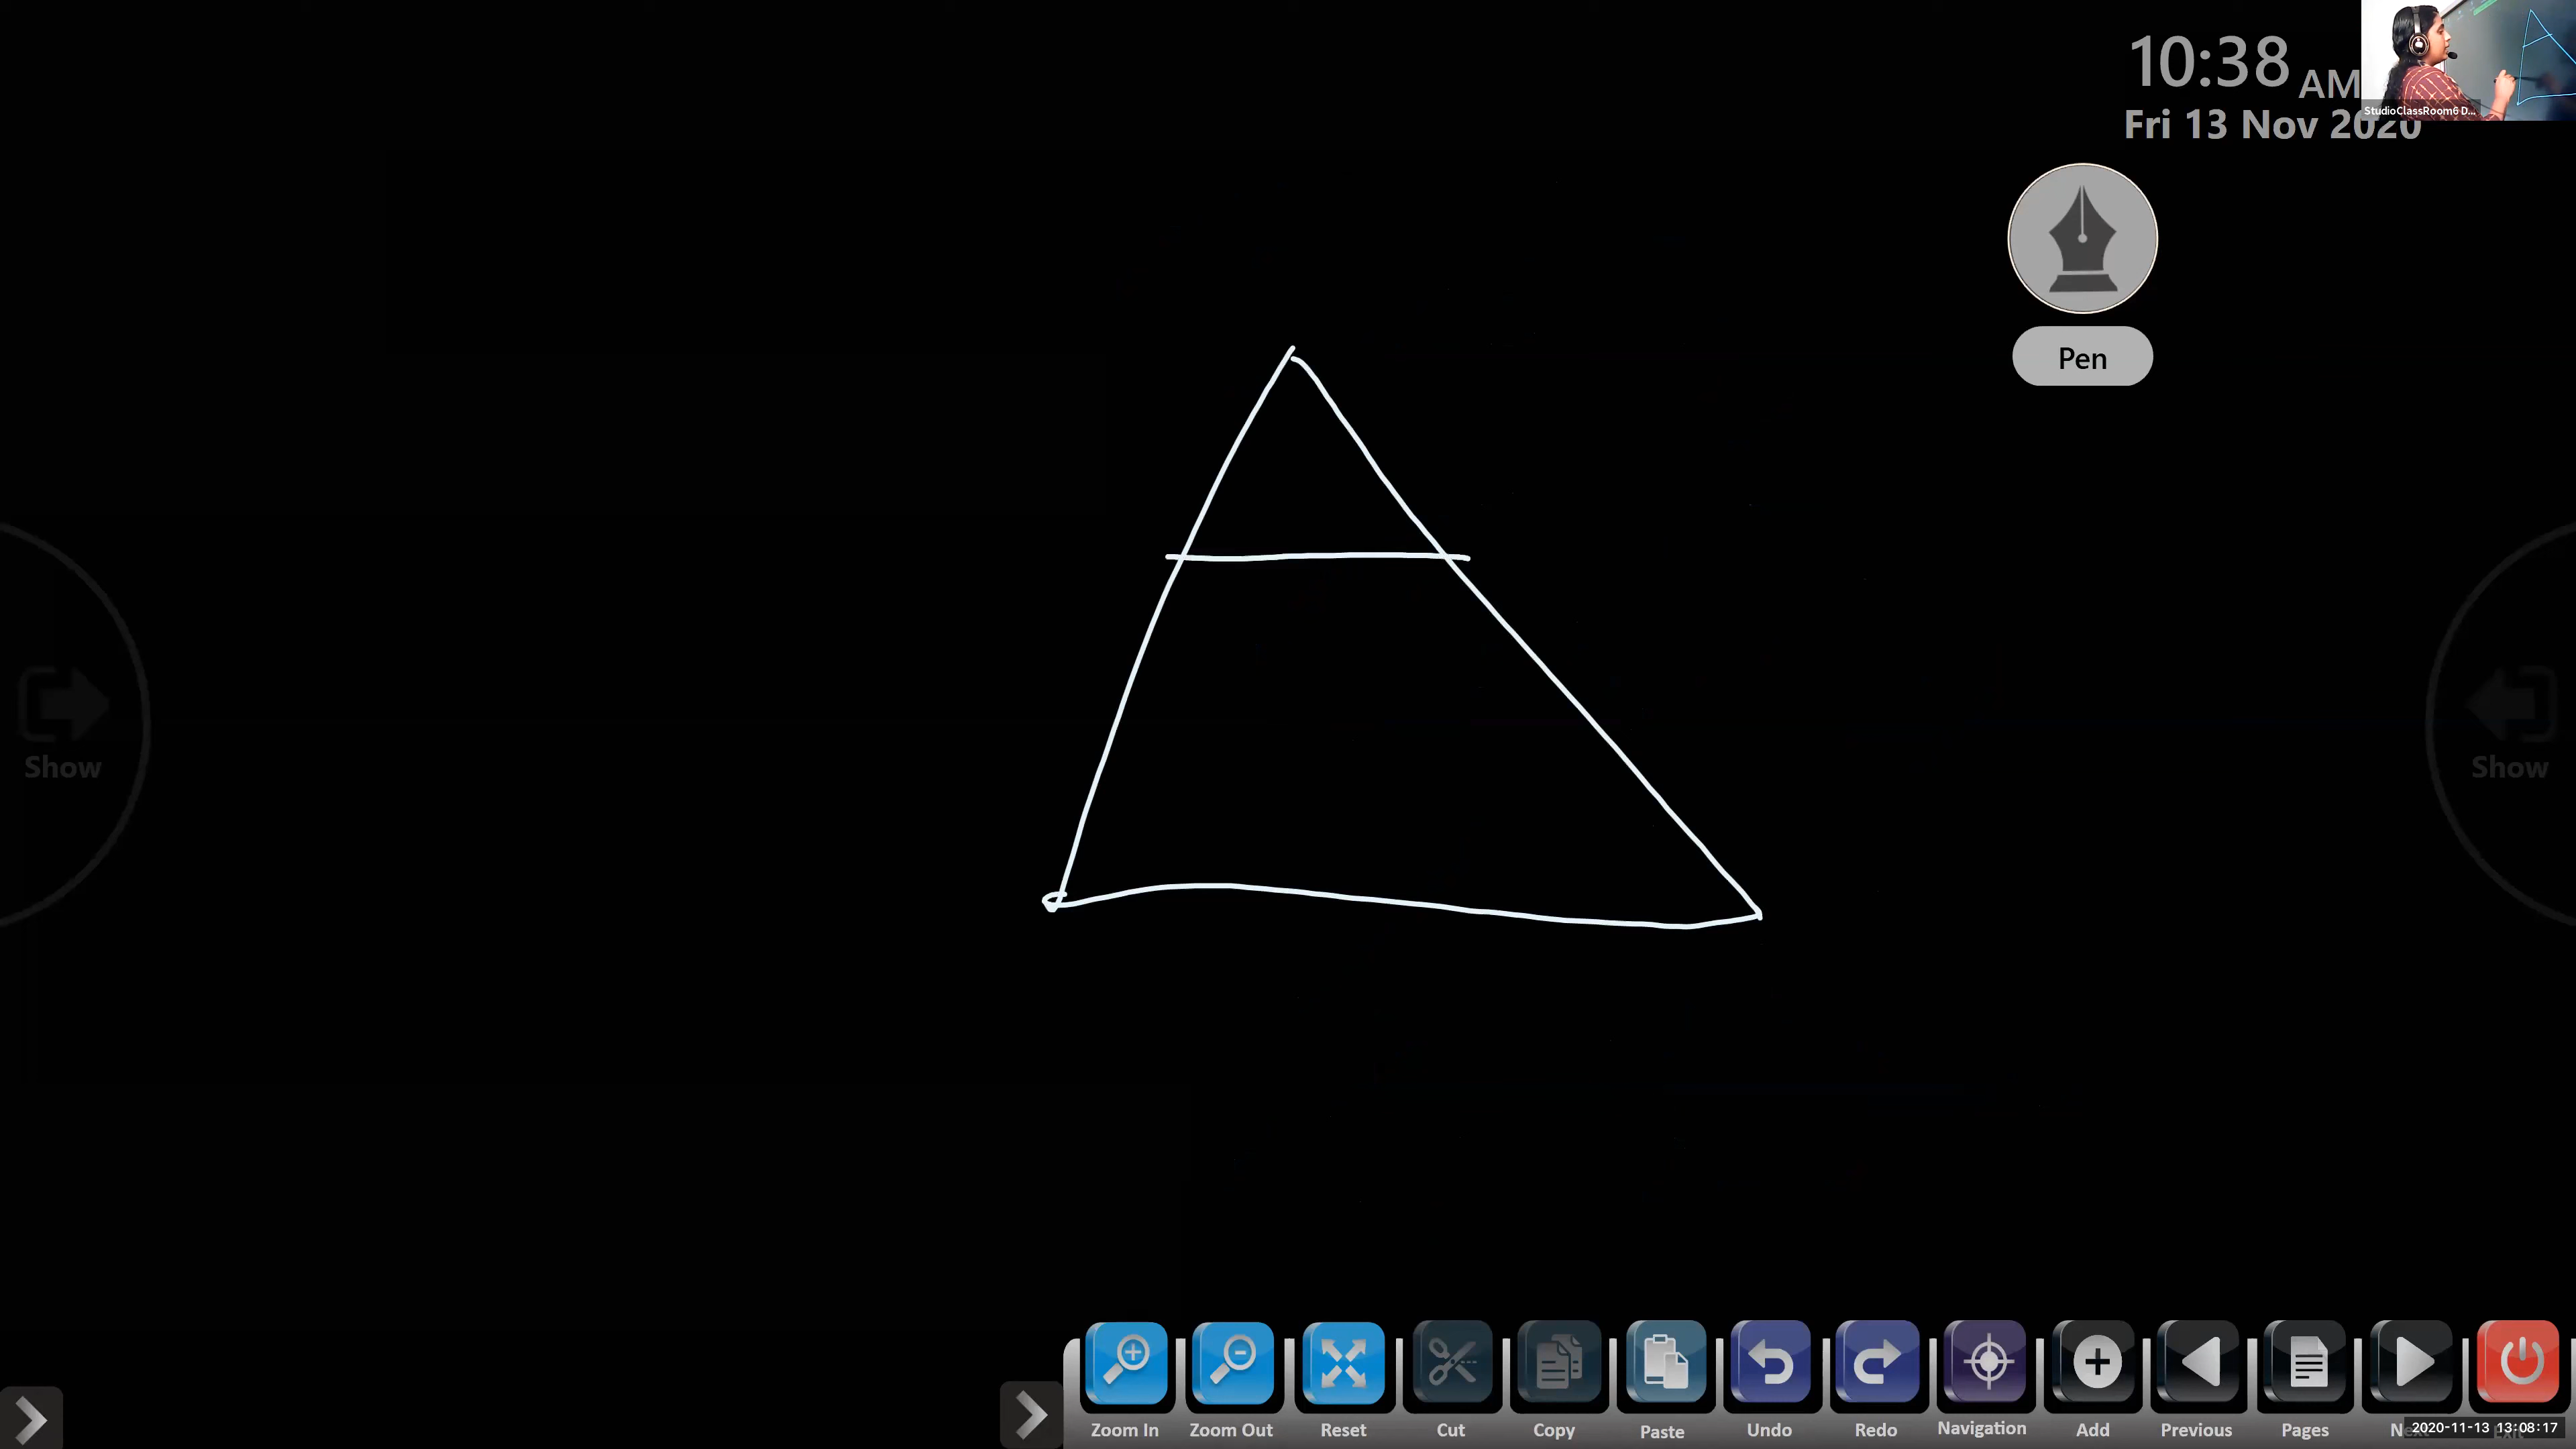 10:38 AM
StudioClassRoom6 D...
Fri 13 Nov 2020
Pen
Show
Show
Zoom In Zoom Out Reset Cut Copy Paste Undo Redo Navigation Add Previous Pages
2020-11-13 13:08:17